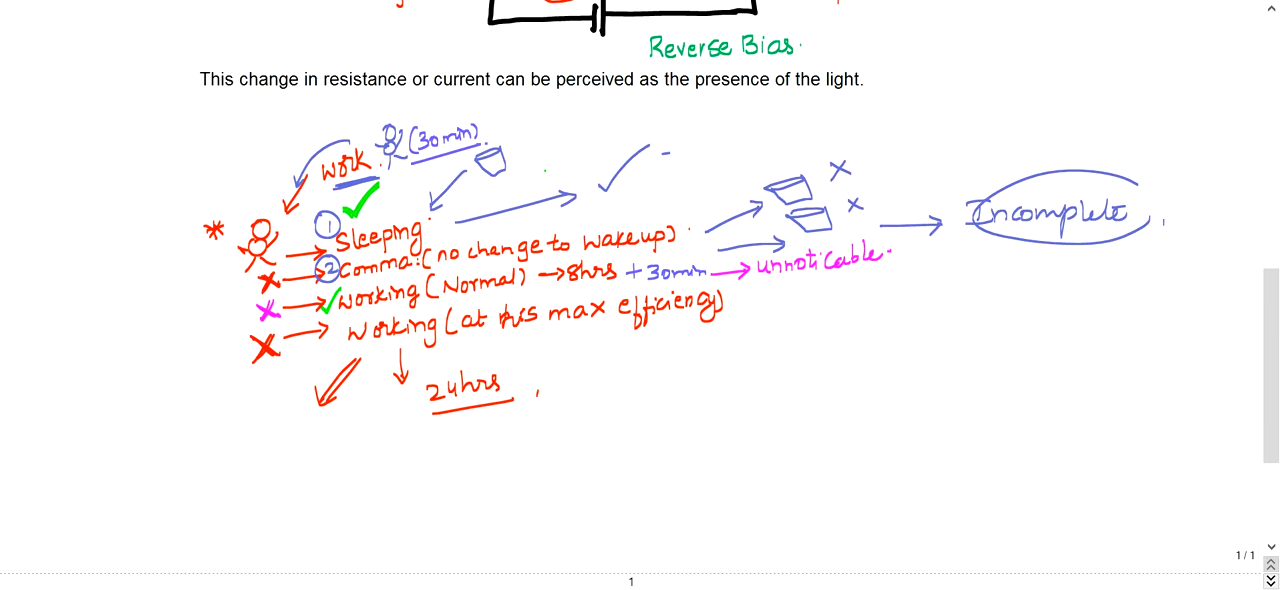 Reverse Bias.
This change in resistance or current can be perceived as the presence of the light.
work. (30min).
* ① Sleeping.
② Comma:(no change to wakeup). Incomplete,
Working (Normal) → 8hrs + 30min → unnoticable.
Working (at his max efficiency)
24hrs,
1/1
1